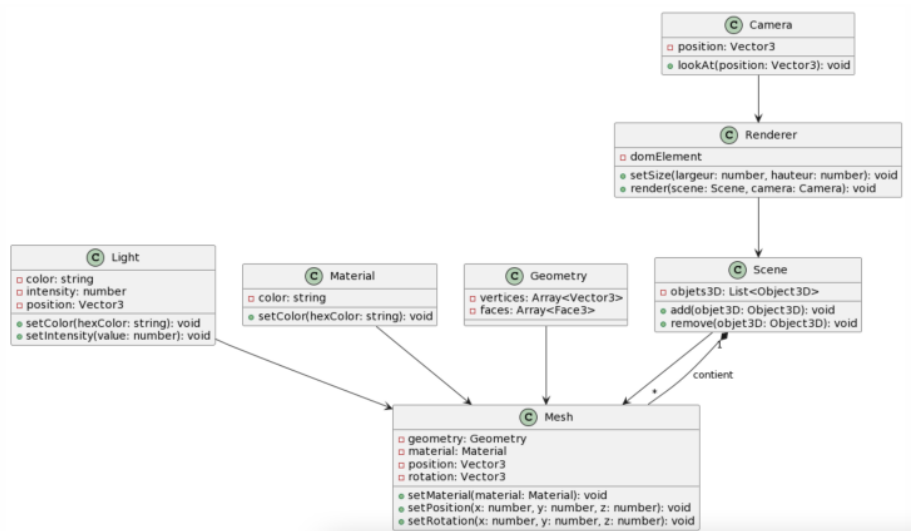 C Camera
position: Vector3
lookAt(position: Vector3): void
C Renderer
domElement
setSize(largeur: number, hauteur: number): void
render(scene: Scene, camera: Camera): void
C Light
color: string
intensity: number
position: Vector3
setColor(hexColor: string): void
setIntensity(value: number): void
C Material
color: string
setColor(hexColor: string): void
C Geometry
vertices: Array<Vector3>
faces: Array<Face3>
C Scene
objets3D: List<Object3D>
add(objet3D: Object3D): void
remove(objet3D: Object3D): void
1
contient
*
C Mesh
geometry: Geometry
material: Material
position: Vector3
rotation: Vector3
setMaterial(material: Material): void
setPosition(x: number, y: number, z: number): void
setRotation(x: number, y: number, z: number): void